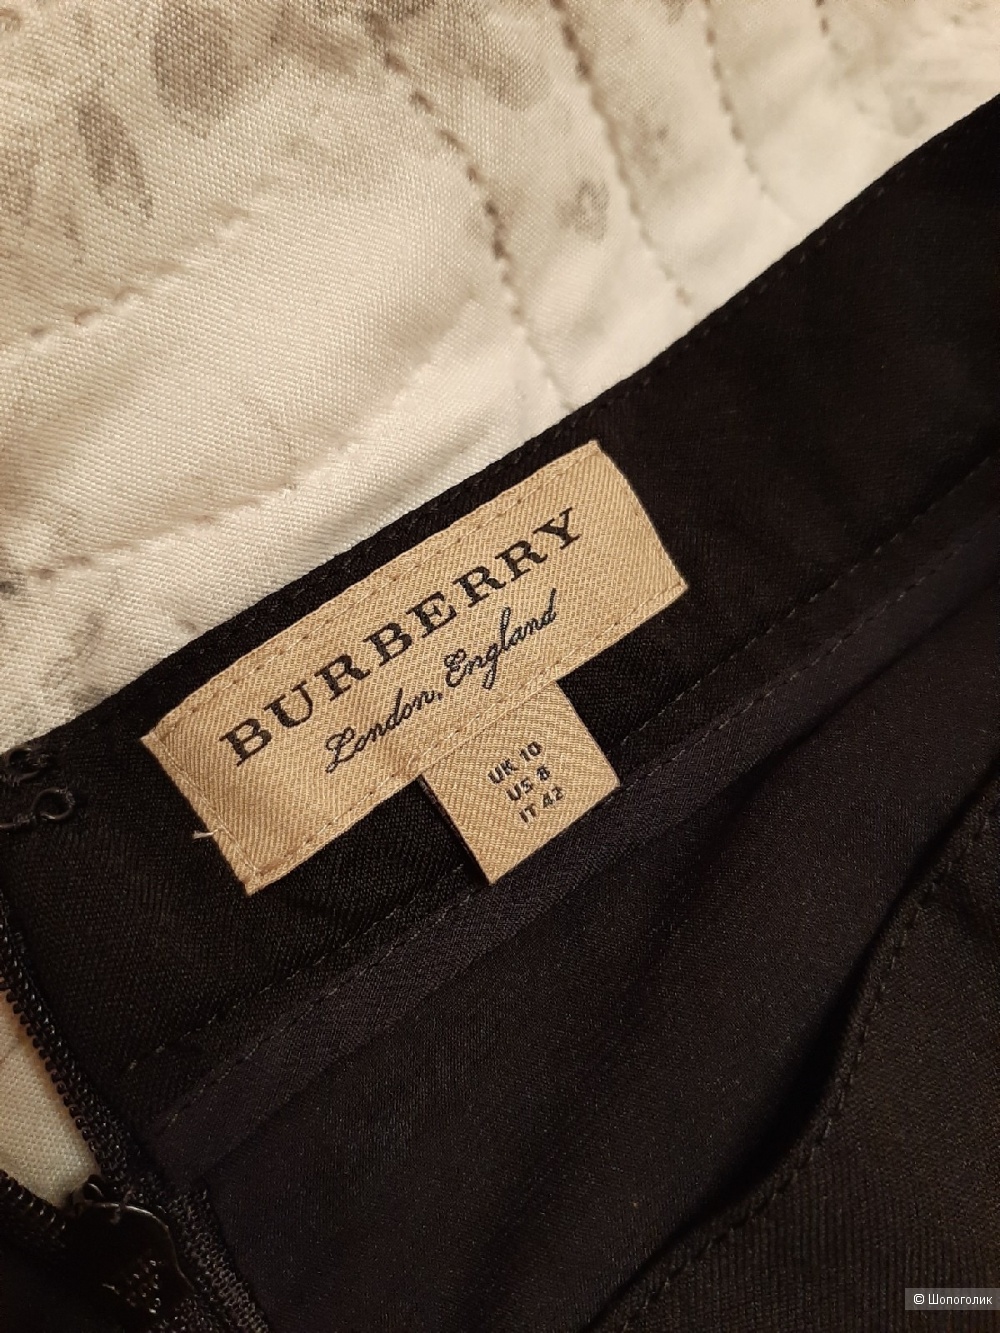 BURBERRY
London, England
UK 10
US 8
IT 42
© Шопоголик